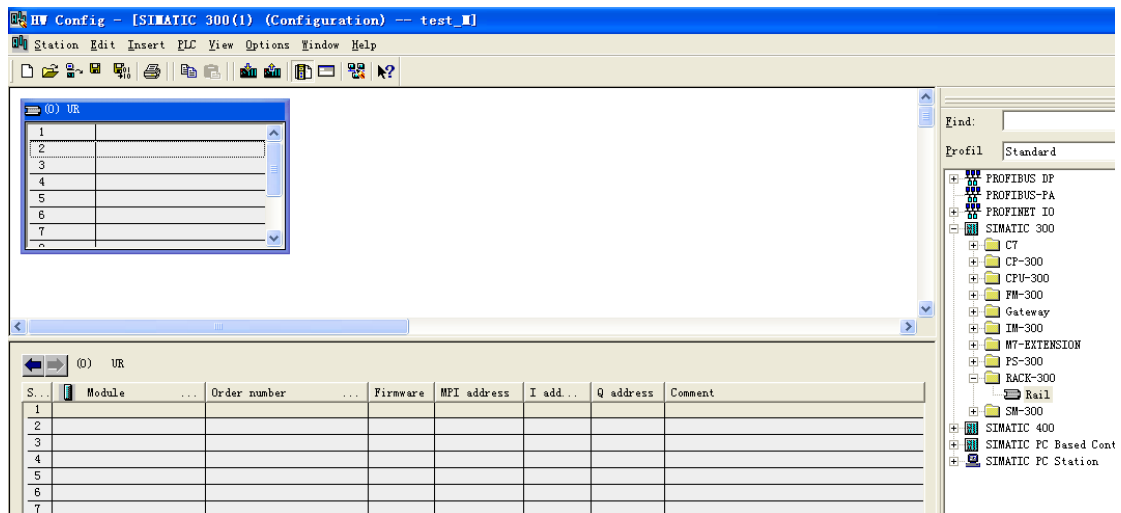 HW Config - [SIMATIC 300(1) (Configuration) -- test_M]
Station Edit Insert PLC View Options Window Help
(0) UR
1
2
3
4
5
6
7
Find:
Profil Standard
PROFIBUS DP
PROFIBUS-PA
PROFINET IO
SIMATIC 300
C7
CP-300
CPU-300
FM-300
Gateway
IM-300
M7-EXTENSION
PS-300
RACK-300
Rail
SM-300
SIMATIC 400
SIMATIC PC Based Cont
SIMATIC PC Station
(0) UR
S... Module ... Order number ... Firmware MPI address I add... Q address Comment
1
2
3
4
5
6
7